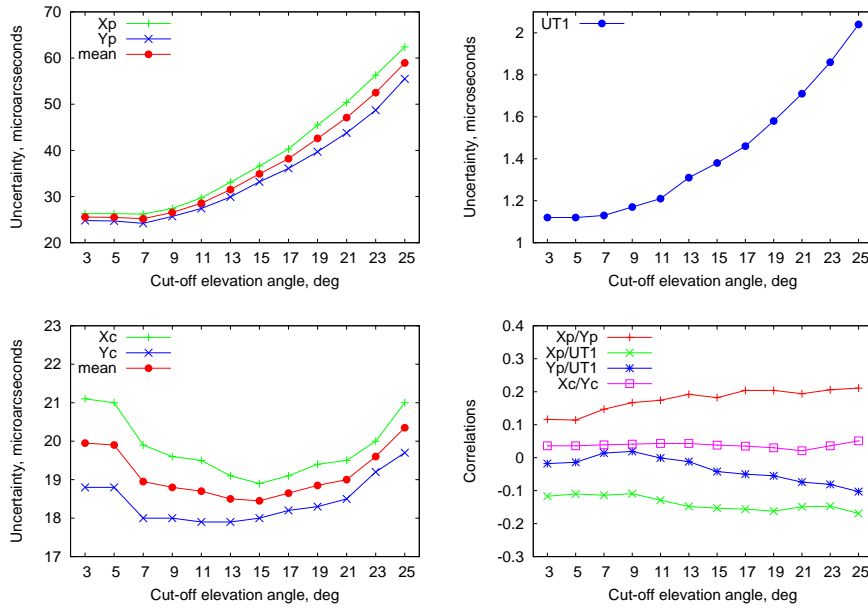 Uncertainty, microarcseconds
70
60
50
40
30
20
Xp
Yp
mean
3 5 7 9 11 13 15 17 19 21 23 25
Cut-off elevation angle, deg
Uncertainty, microseconds
2
1.8
1.6
1.4
1.2
1
UT1
3 5 7 9 11 13 15 17 19 21 23 25
Cut-off elevation angle, deg
Uncertainty, microarcseconds
23
22
21
20
19
18
17
Xc
Yc
mean
3 5 7 9 11 13 15 17 19 21 23 25
Cut-off elevation angle, deg
Correlations
0.4
0.3
0.2
0.1
0
-0.1
-0.2
-0.3
Xp/Yp
Xp/UT1
Yp/UT1
Xc/Yc
3 5 7 9 11 13 15 17 19 21 23 25
Cut-off elevation angle, deg